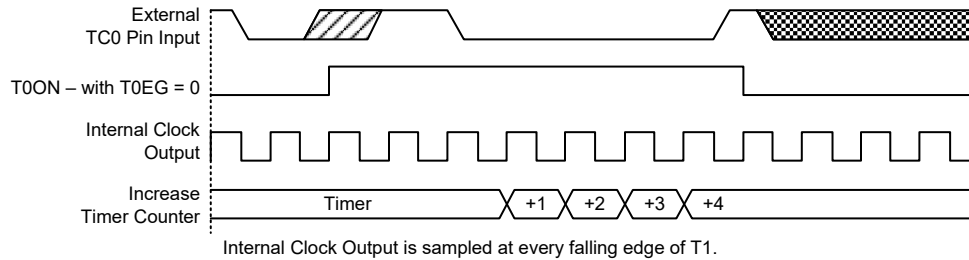 External
TC0 Pin Input
T0ON – with T0EG = 0
Internal Clock
Output
Increase
Timer Counter
Timer
+1
+2
+3
+4
Internal Clock Output is sampled at every falling edge of T1.